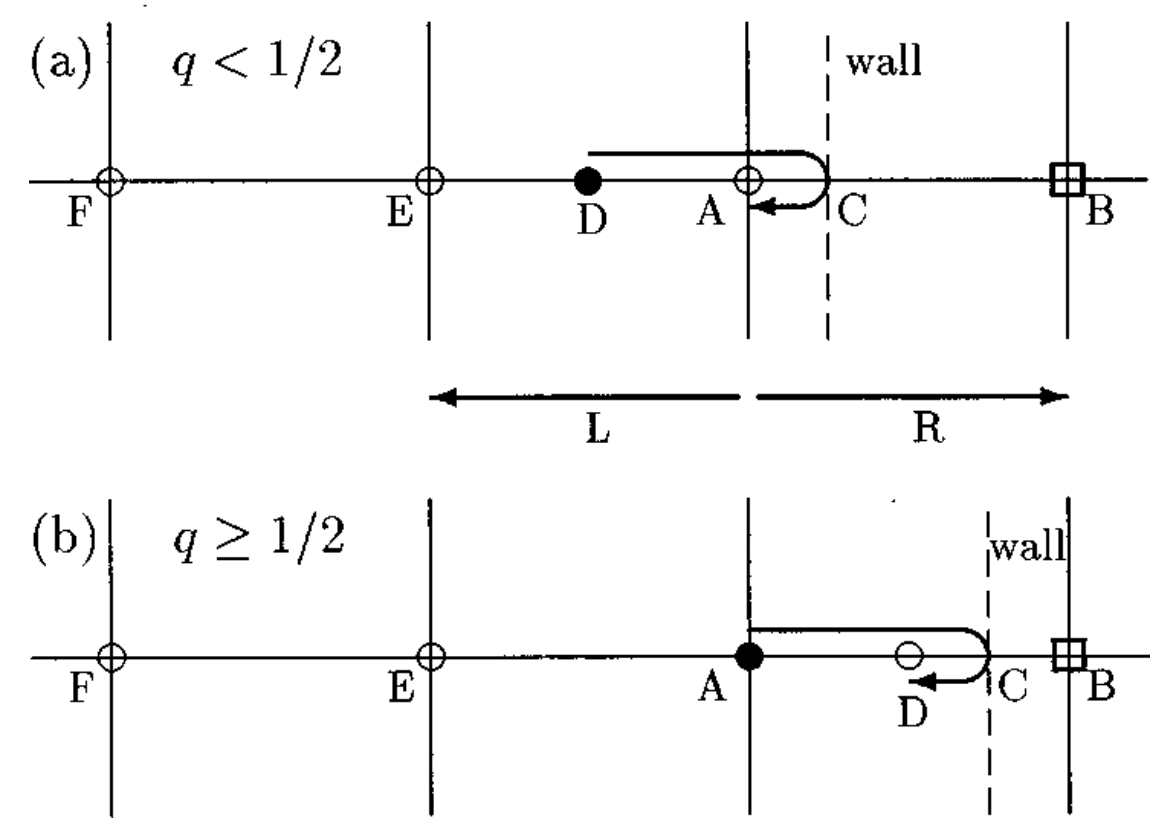 (a) q < 1/2 wall
F E D A C B
L R
(b) q ≥ 1/2 wall
F E A D C B